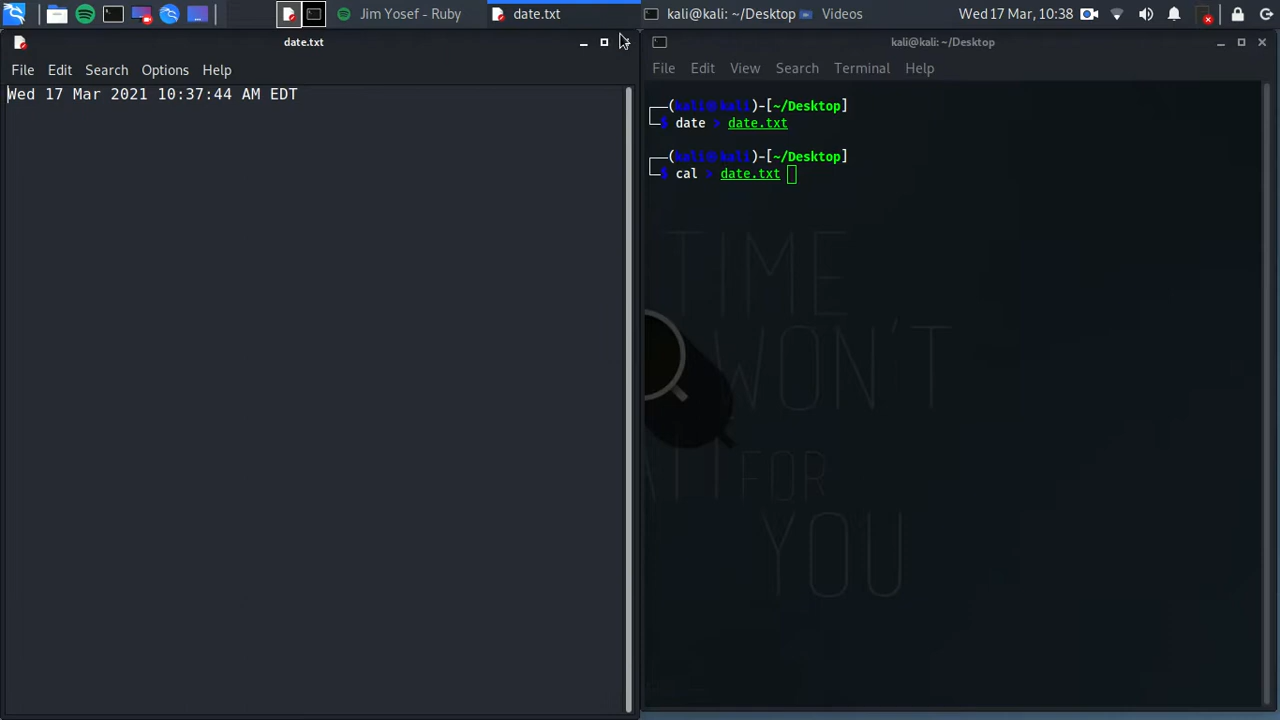 Jim Yosef - Ruby
date.txt
kali@kali: ~/Desktop
Videos
Wed 17 Mar, 10:38
date.txt
File Edit Search Options Help
Wed 17 Mar 2021 10:37:44 AM EDT
kali@kali: ~/Desktop
File Edit View Search Terminal Help
┌──(kali㉿kali)-[~/Desktop]
└─$ date > date.txt
┌──(kali㉿kali)-[~/Desktop]
└─$ cal > date.txt
TIME
WON'T
FOR
YOU